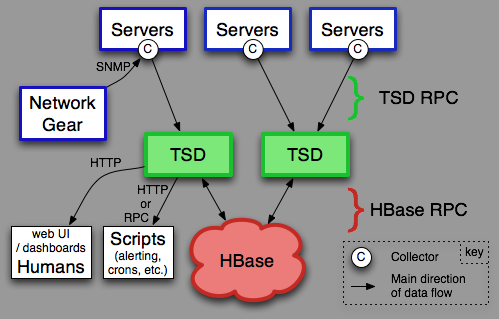 Servers
Servers
Servers
C
C
C
SNMP
Network
Gear
TSD RPC
TSD
TSD
HTTP
HTTP
or
RPC
HBase RPC
web UI
/ dashboards
Humans
Scripts
(alerting,
crons, etc.)
HBase
C Collector
key
Main direction
of data flow